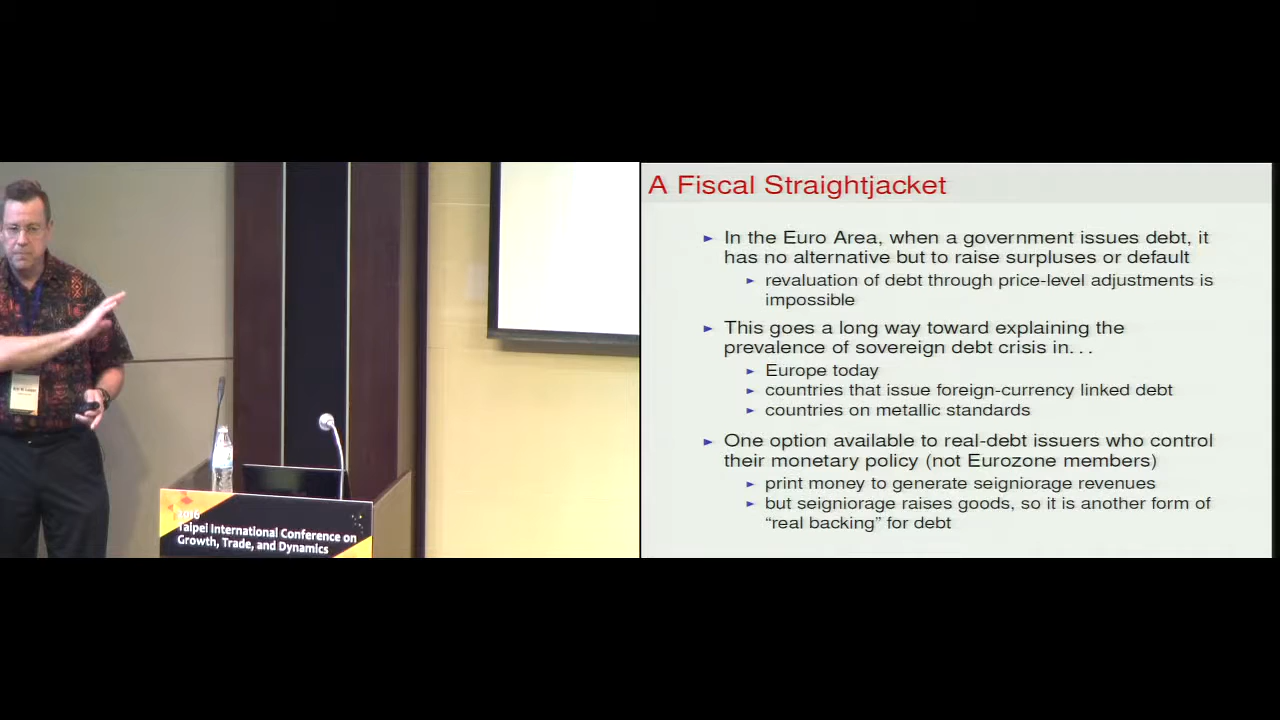 A Fiscal Straightjacket
► In the Euro Area, when a government issues debt, it
has no alternative but to raise surpluses or default
► revaluation of debt through price-level adjustments is
impossible
► This goes a long way toward explaining the
prevalence of sovereign debt crisis in. . .
► Europe today
► countries that issue foreign-currency linked debt
► countries on metallic standards
► One option available to real-debt issuers who control
their monetary policy (not Eurozone members)
► print money to generate seigniorage revenues
► but seigniorage raises goods, so it is another form of
“real backing” for debt
2016
Taipei International Conference on
Growth, Trade, and Dynamics